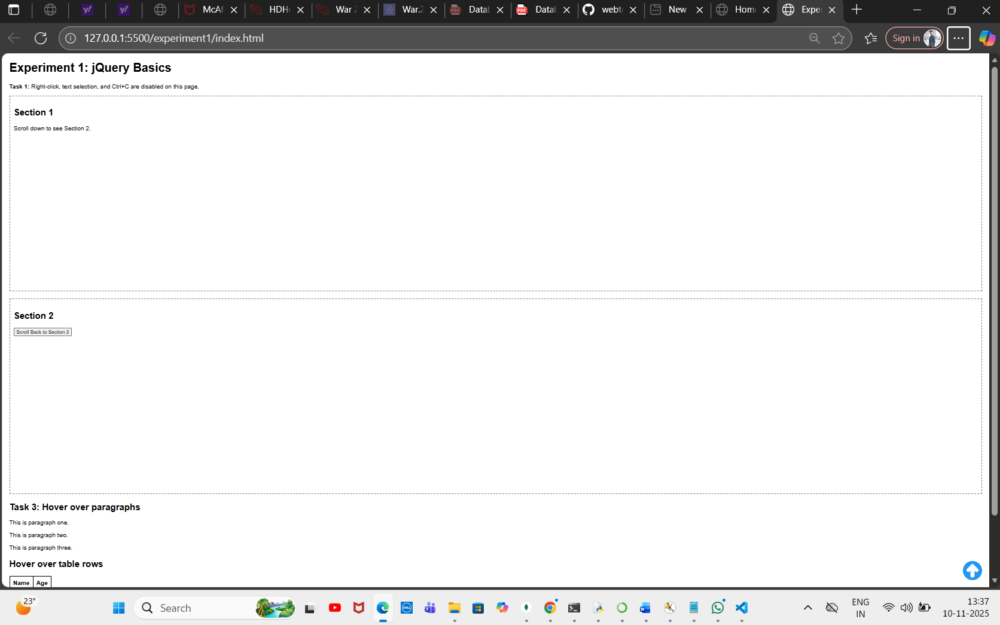 McAf
HDHu
War 2
War.2
Datab
Datab
webte
New
Home
Exper
127.0.0.1:5500/experiment1/index.html
Sign in
Experiment 1: jQuery Basics
Task 1: Right-click, text selection, and Ctrl+C are disabled on this page.
Section 1
Scroll down to see Section 2.
Section 2
Scroll Back to Section 2
Task 3: Hover over paragraphs
This is paragraph one.
This is paragraph two.
This is paragraph three.
Hover over table rows
Name Age
23°
Search
ENG
IN
13:37
10-11-2025